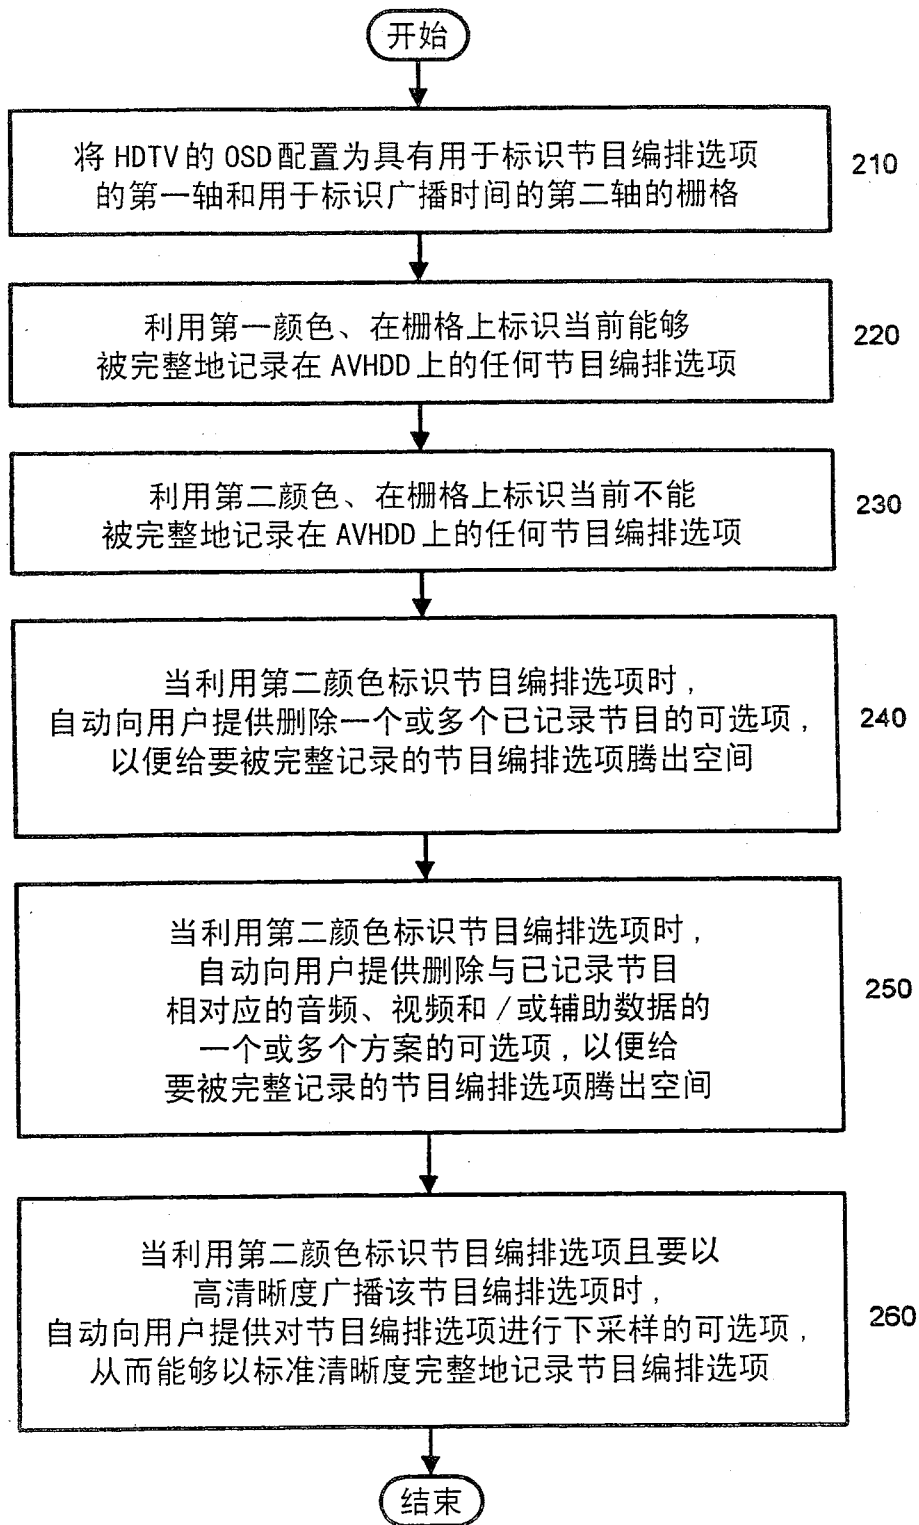 开始
将 HDTV 的 OSD 配置为具有用于标识节目编排选项
的第一轴和用于标识广播时间的第二轴的栅格
210
利用第一颜色、在栅格上标识当前能够
被完整地记录在 AVHDD 上的任何节目编排选项
220
利用第二颜色、在栅格上标识当前不能
被完整地记录在 AVHDD 上的任何节目编排选项
230
当利用第二颜色标识节目编排选项时，
自动向用户提供删除一个或多个已记录节目的可选项，
以便给要被完整记录的节目编排选项腾出空间
240
当利用第二颜色标识节目编排选项时，
自动向用户提供删除与已记录节目
相对应的音频、视频和/或辅助数据的
一个或多个方案的可选项，以便给
要被完整记录的节目编排选项腾出空间
250
当利用第二颜色标识节目编排选项且要以
高清晰度广播该节目编排选项时，
自动向用户提供对节目编排选项进行下采样的可选项，
从而能够以标准清晰度完整地记录节目编排选项
260
结束